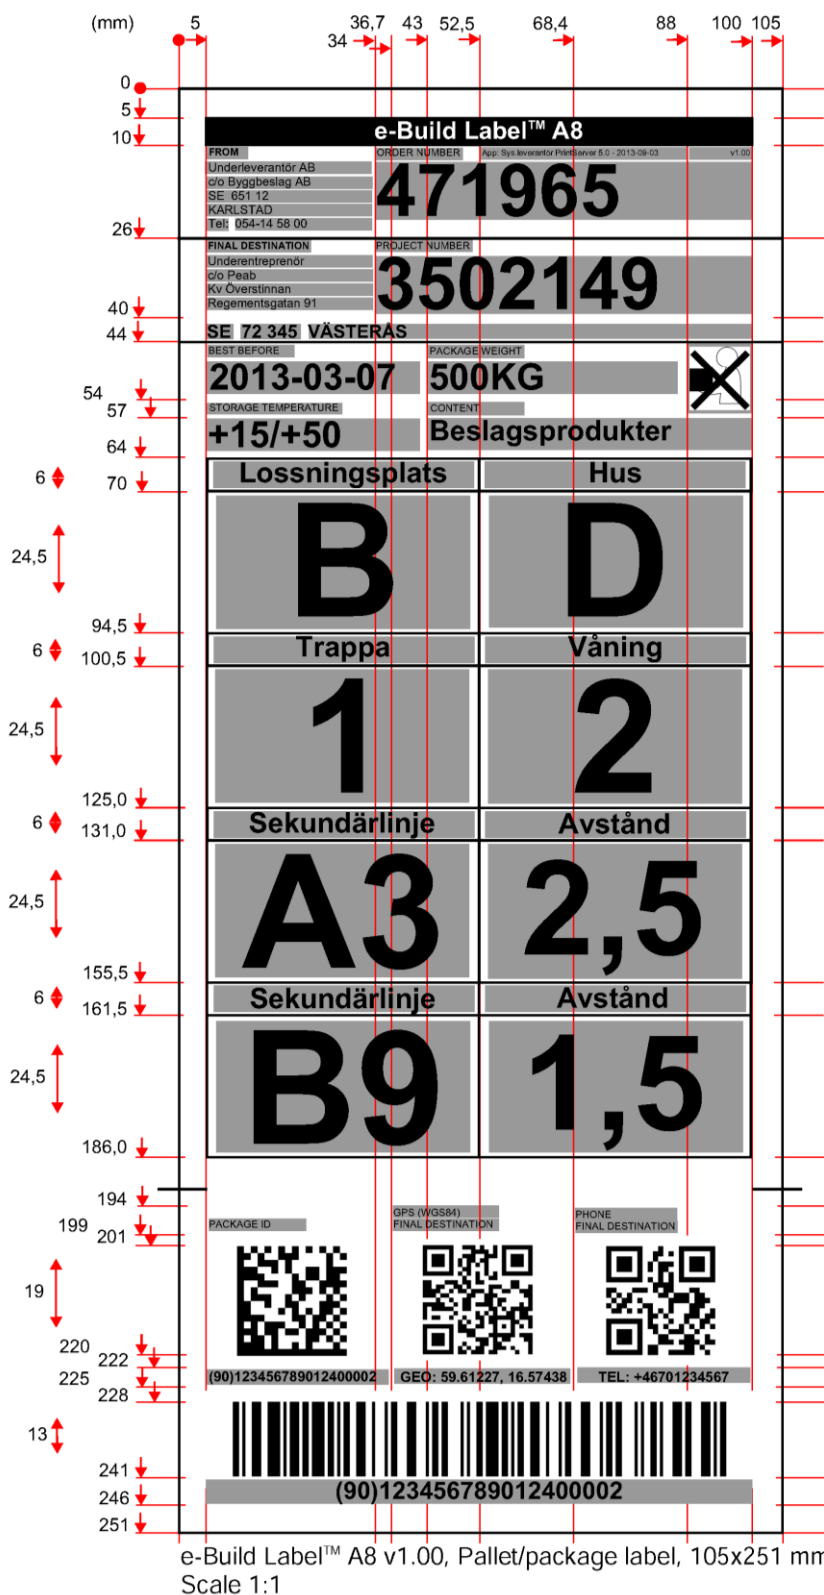 (mm) 5 34 36,7 43 52,5 68,4 88 100 105
0
5
10
e-Build Label™ A8
FROM ORDER NUMBER App: Sys.leverantör PrintServer 5.0 - 2013-09-03 v1.00
Underleverantör AB
c/o Byggbeslag AB
SE 651 12
KARLSTAD
Tel: 054-14 58 00
471965
26
FINAL DESTINATION PROJECT NUMBER
Underentreprenör
c/o Peab
Kv Överstinnan
Regementsgatan 91
3502149
40
44
SE 72 345 VÄSTERÅS
BEST BEFORE PACKAGE WEIGHT
2013-03-07 500KG
54
57
STORAGE TEMPERATURE CONTENT
+15/+50 Beslagsprodukter
64
6 70
Lossningsplats Hus
24,5
B D
94,5
6 100,5
Trappa Våning
24,5
1 2
125,0
6 131,0
Sekundärlinje Avstånd
24,5
A3 2,5
155,5
6 161,5
Sekundärlinje Avstånd
24,5
B9 1,5
186,0
194
199
201
PACKAGE ID
GPS (WGS84)
FINAL DESTINATION
PHONE
FINAL DESTINATION
19
220
222
225
228
(90)123456789012400002 GEO: 59.61227, 16.57438 TEL: +46701234567
13
241
246
(90)123456789012400002
251
e-Build Label™ A8 v1.00, Pallet/package label, 105x251 mm
Scale 1:1